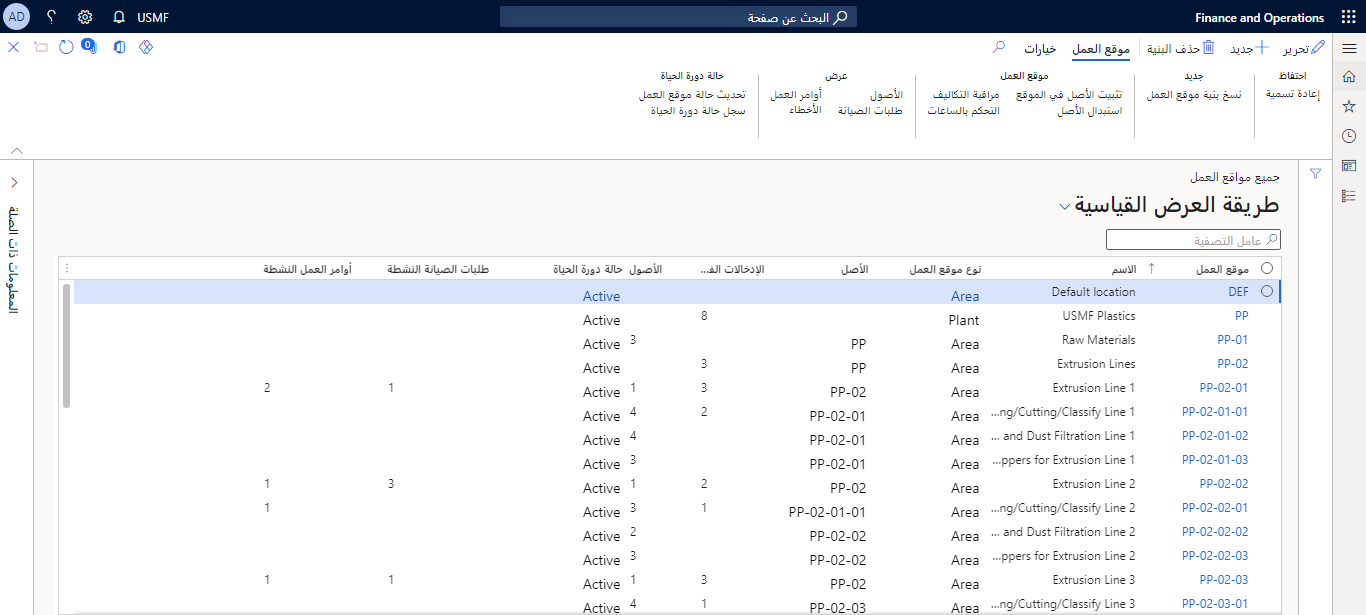 Finance and Operations
البحث عن صفحة
USMF
AD
تحرير
جديد
حذف البنية
موقع العمل
خيارات
0
احتفاظ
إعادة تسمية
جديد
نسخ بنية موقع العمل
موقع العمل
تثبيت الأصل في الموقع
استبدال الأصل
مراقبة التكاليف
التحكم بالساعات
عرض
الأصول
طلبات الصيانة
أوامر العمل
الأخطاء
حالة دورة الحياة
تحديث حالة موقع العمل
سجل حالة دورة الحياة
جميع مواقع العمل
طريقة العرض القياسية
عامل التصفية
المعلومات ذات الصلة
موقع العمل الاسم نوع موقع العمل الأصل الإدخالات الف... الأصول حالة دورة الحياة طلبات الصيانة النشطة أوامر العمل النشطة
DEF Default location Area Active
PP USMF Plastics Plant 8 Active
PP-01 Raw Materials Area PP 3 Active
PP-02 Extrusion Lines Area PP 3 Active
PP-02-01 Extrusion Line 1 Area PP-02 3 1 Active 1 2
PP-02-01-01 ...ng/Cutting/Classify Line 1 Area PP-02-01 2 4 Active
PP-02-01-02 ... and Dust Filtration Line 1 Area PP-02-01 4 Active
PP-02-01-03 ...ppers for Extrusion Line 1 Area PP-02-01 3 Active
PP-02-02 Extrusion Line 2 Area PP-02 2 1 Active 3 1
PP-02-02-01 ...ng/Cutting/Classify Line 2 Area PP-02-01-01 1 3 Active 1
PP-02-02-02 ... and Dust Filtration Line 2 Area PP-02-02 2 Active
PP-02-02-03 ...ppers for Extrusion Line 2 Area PP-02-02 3 Active
PP-02-03 Extrusion Line 3 Area PP-02 3 1 Active 1 1
PP-02-03-01 ...ng/Cutting/Classify Line 3 Area PP-02-03 1 4 Active